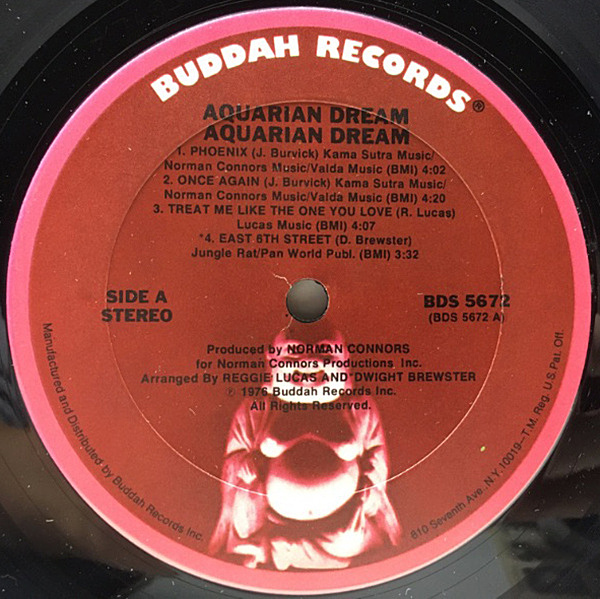 BUDDAH RECORDS®
AQUARIAN DREAM
AQUARIAN DREAM
1. PHOENIX (J. Burvick) Kama Sutra Music/
Norman Connors Music/Valda Music (BMI) 4:02
2. ONCE AGAIN (J. Burvick) Kama Sutra Music/
Norman Connors Music/Valda Music (BMI) 4:20
3. TREAT ME LIKE THE ONE YOU LOVE (R. Lucas)
Lucas Music (BMI) 4:07
*4. EAST 6TH STREET (D. Brewster)
Jungle Rat/Pan World Publ. (BMI) 3:32
SIDE A
STEREO
BDS 5672
(BDS 5672 A)
Produced by NORMAN CONNORS
for Norman Connors Productions Inc.
Arranged By REGGIE LUCAS AND *DWIGHT BREWSTER
℗ 1976 Buddah Records Inc.
All Rights Reserved.
Manufactured and Distributed by Buddah Records Inc.
810 Seventh Ave., N.Y. 10019—T.M. Reg. U.S. Pat. Off.